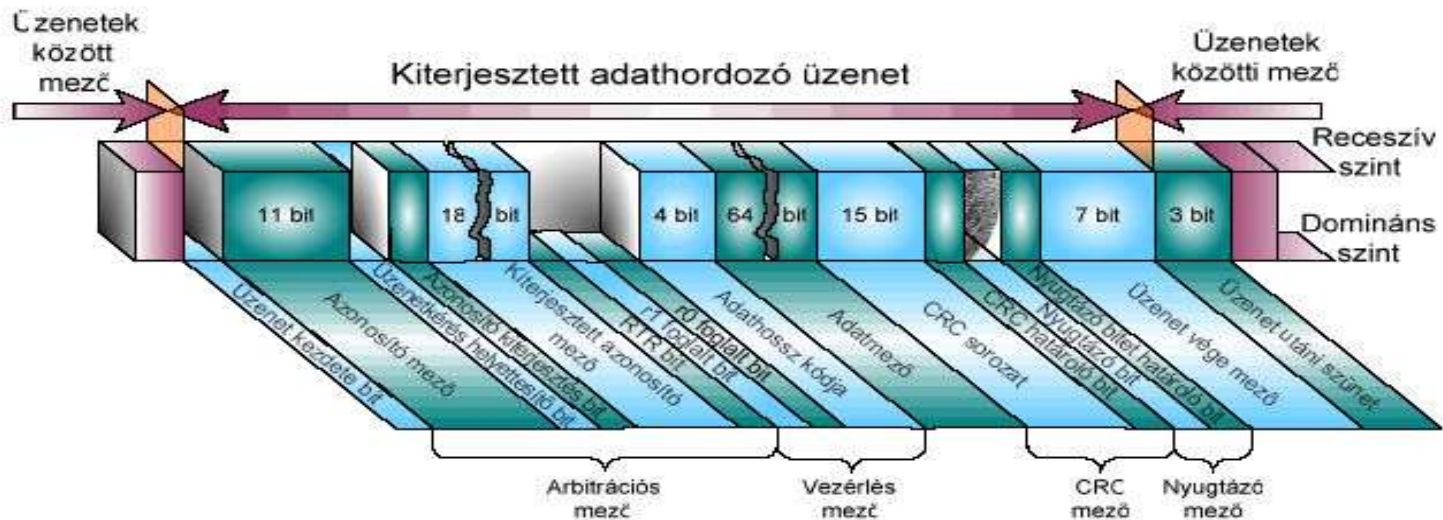 Üzenetek
között
mező
Kiterjesztett adathordozó üzenet
Üzenetek
közötti mező
Receszív
szint
Domináns
szint
11 bit
18 bit
4 bit
64 bit
15 bit
7 bit
3 bit
Üzenet kezdete bit
Azonosító mező
Üzenetkérés helyettesítő bit
Azonosító kiterjesztés bit
Kiterjesztett azonosító
mező
RTR bit
r1 foglalt bit
r0 foglalt bit
Adathossz kódja
Adatmező
CRC sorozat
CRC határoló bit
Nyugtázó bit
Nyugtázó bitet határoló bit
Üzenet vége mező
Üzenet utáni szünet
Arbitrációs
mező
Vezérlés
mező
CRC
mező
Nyugtázó
mező